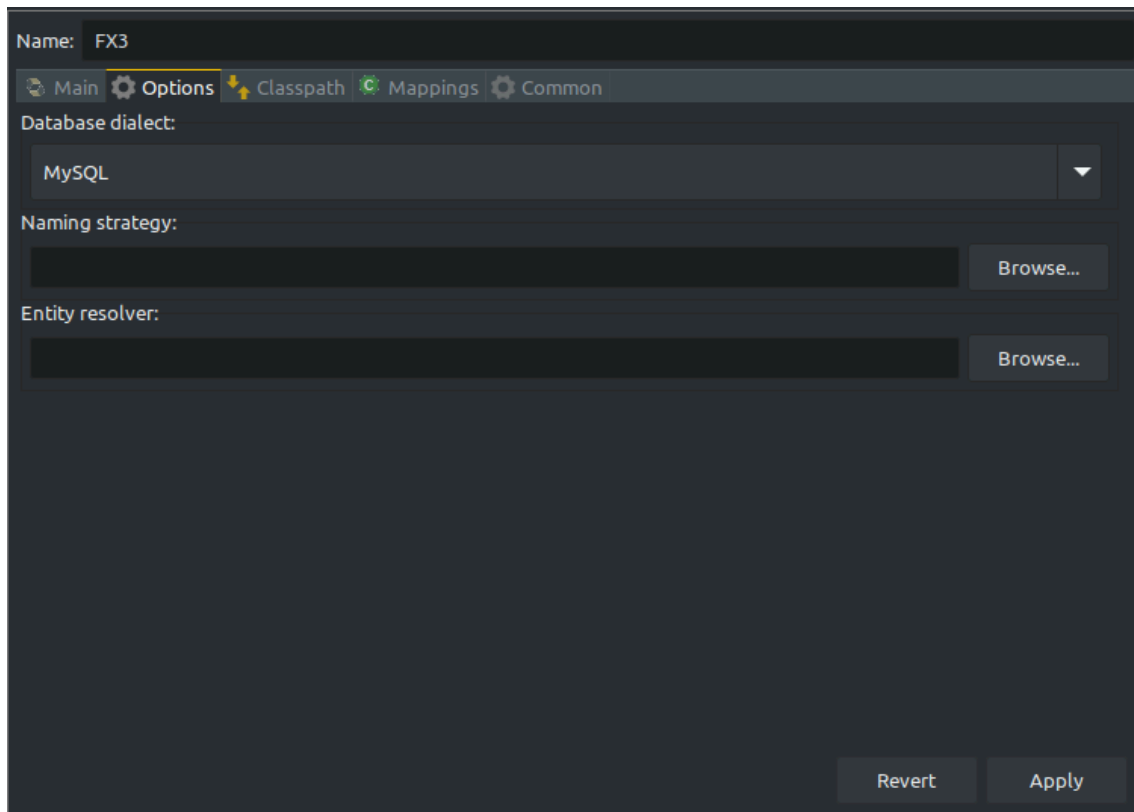 Name: FX3
Main Options Classpath Mappings Common
Database dialect:
MySQL
Naming strategy:
Browse...
Entity resolver:
Browse...
Revert Apply